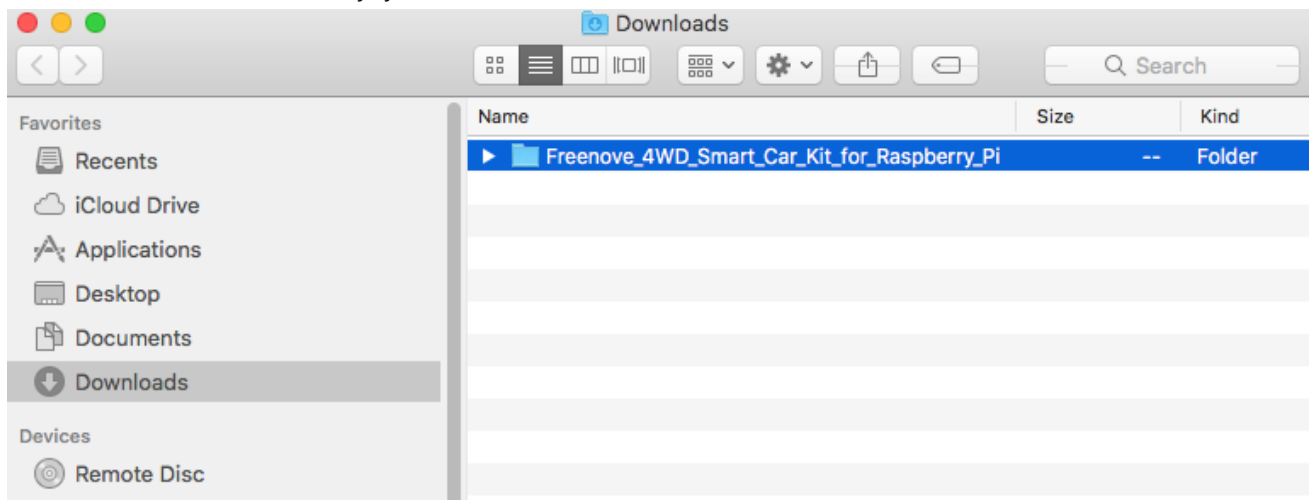 Downloads
Search
Favorites
Recents
iCloud Drive
Applications
Desktop
Documents
Downloads
Devices
Remote Disc
Name Size Kind
Freenove_4WD_Smart_Car_Kit_for_Raspberry_Pi -- Folder